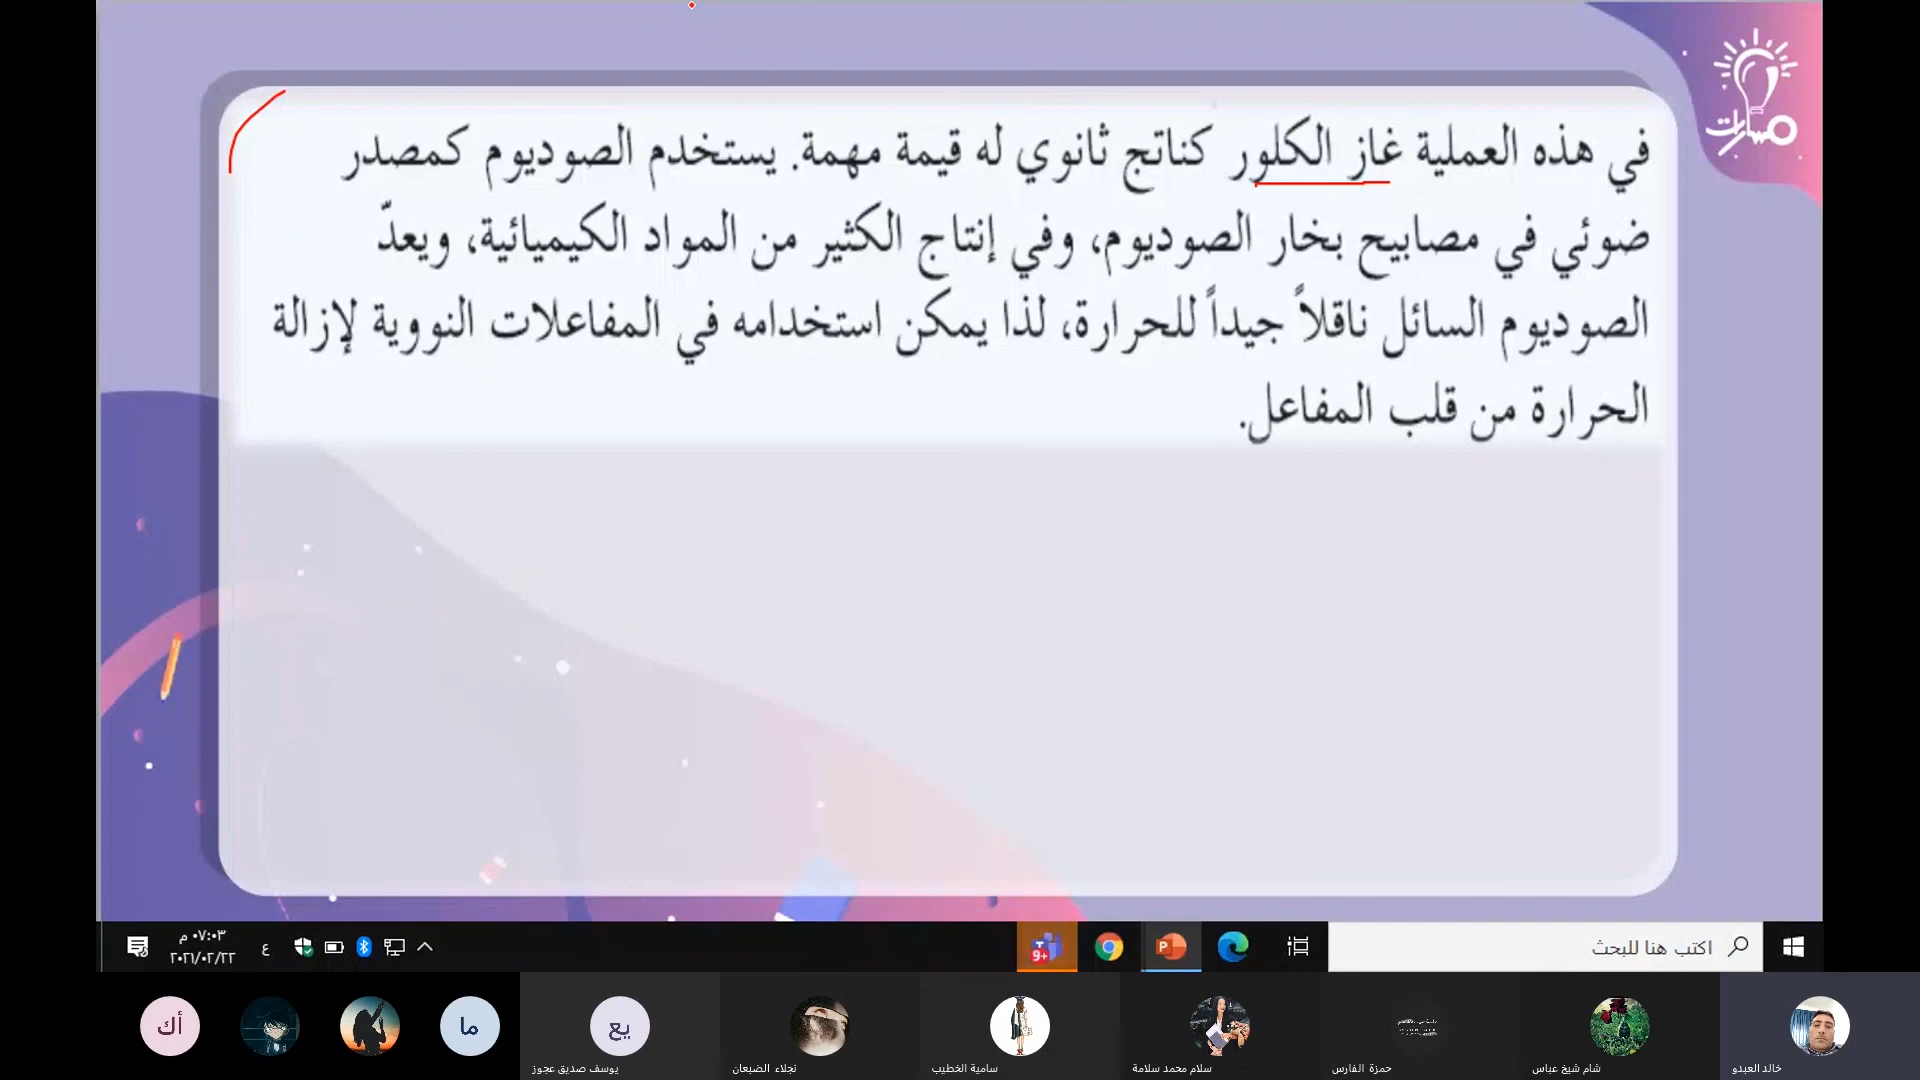 مسارات
في هذه العملية غاز الكلور كناتج ثانوي له قيمة مهمة. يستخدم الصوديوم كمصدر
ضوئي في مصابيح بخار الصوديوم، وفي إنتاج الكثير من المواد الكيميائية، ويعدّ
الصوديوم السائل ناقلاً جيداً للحرارة، لذا يمكن استخدامه في المفاعلات النووية لإزالة
الحرارة من قلب المفاعل.
اكتب هنا للبحث
9+
ع
٠٧:٠٣ م
٢٠٢١/٠٢/٢٢
خالد العبدو
شام شيخ عباس
حمزة الفارس
سلام محمد سلامة
سامية الخطيب
نجلاء الضبعان
يع
يوسف صديق عجوز
ما
أك